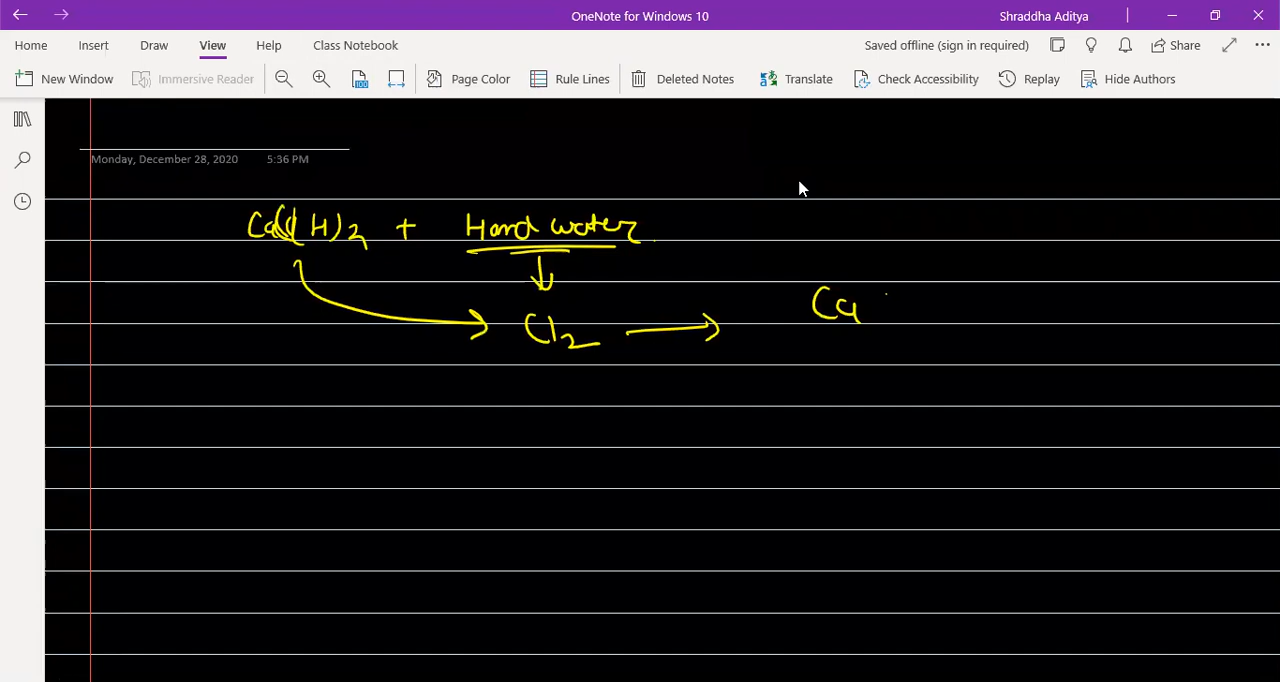 OneNote for Windows 10
Shraddha Aditya
Home Insert Draw View Help Class Notebook
Saved offline (sign in required)
Share
New Window
Immersive Reader
Page Color
Rule Lines
Deleted Notes
Translate
Check Accessibility
Replay
Hide Authors
Monday, December 28, 2020 5:36 PM
Ca(OH)2 + Hard water
Cl2
Ca